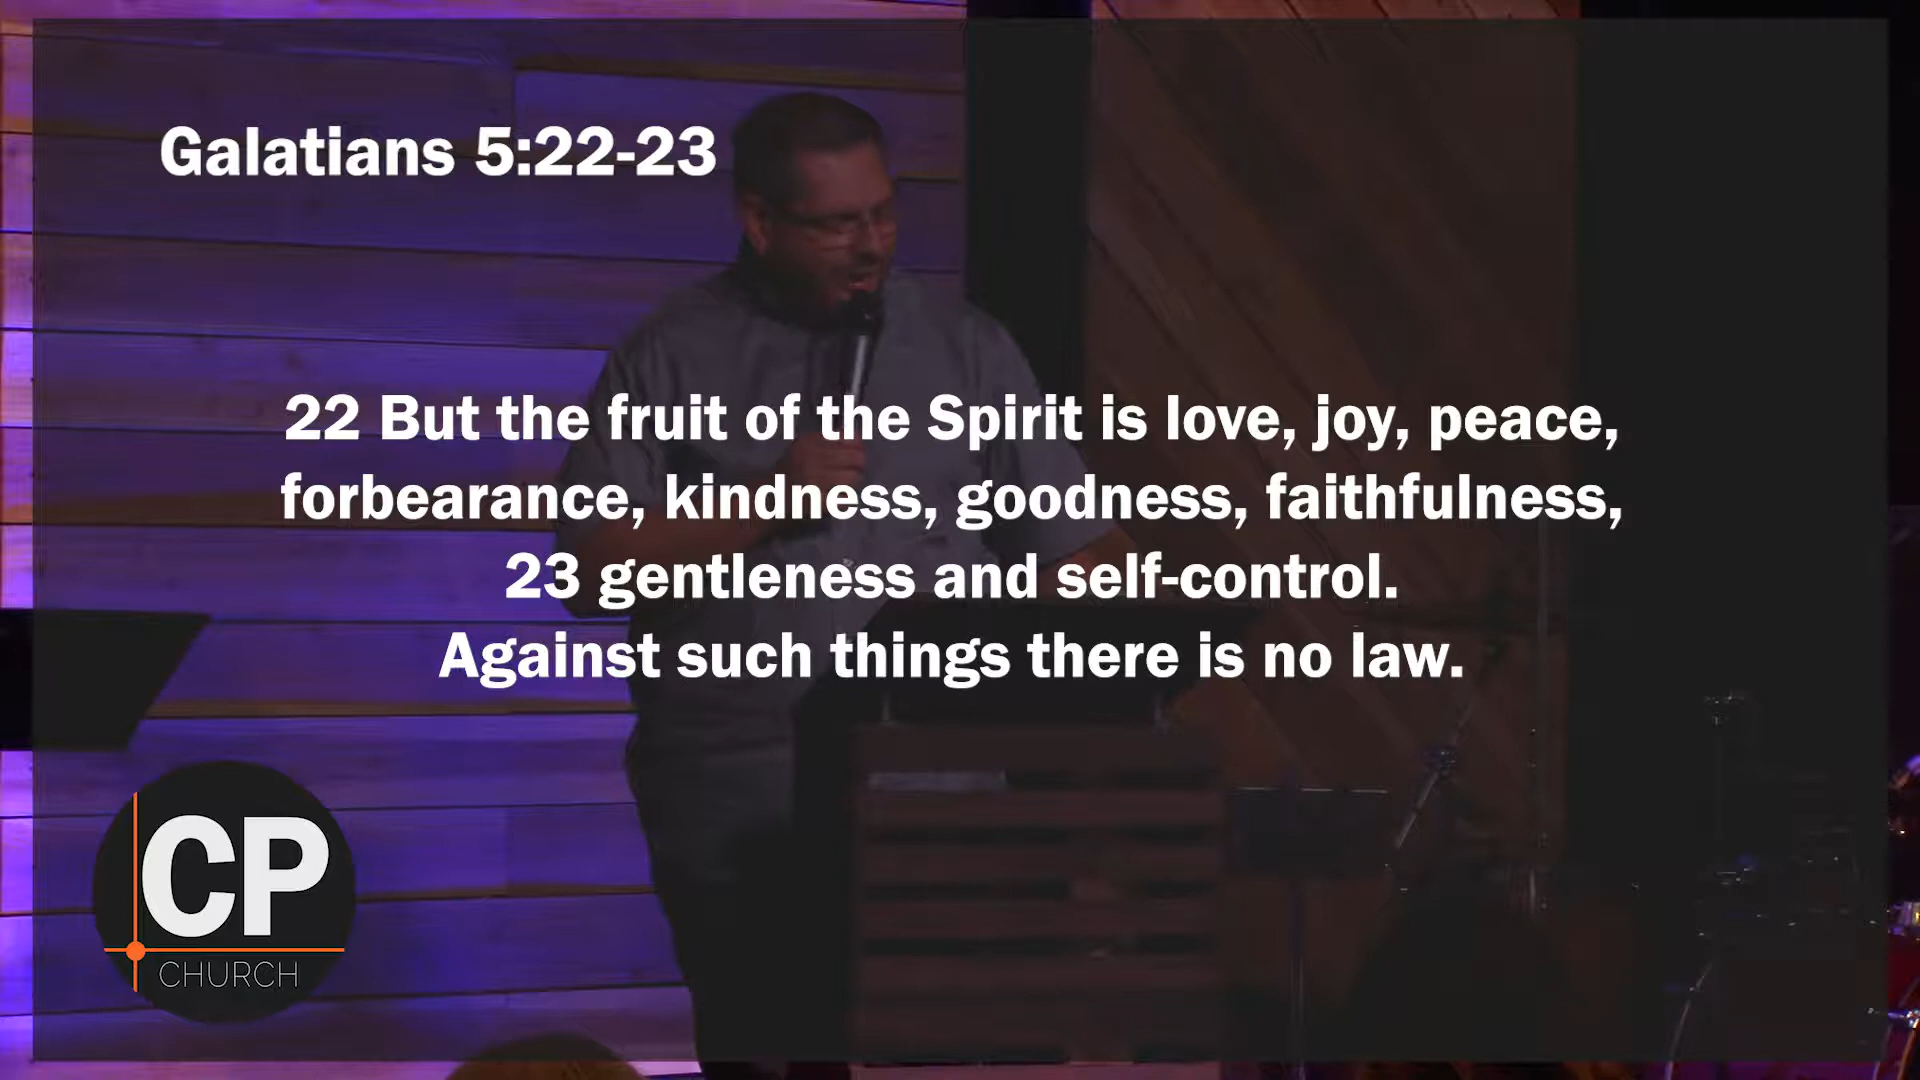 Galatians 5:22-23
22 But the fruit of the Spirit is love, joy, peace,
forbearance, kindness, goodness, faithfulness,
23 gentleness and self-control.
Against such things there is no law.
CP
CHURCH